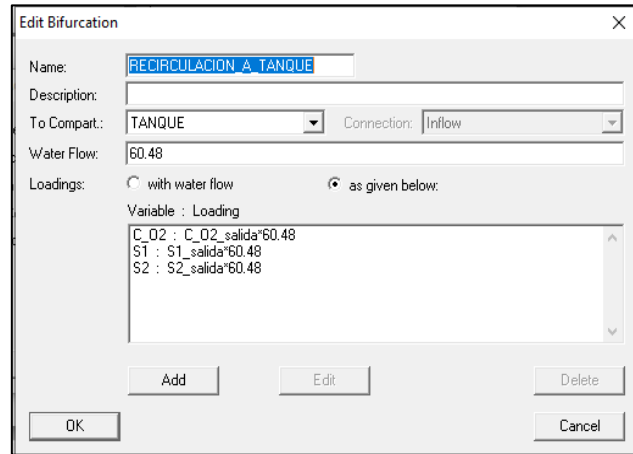 Edit Bifurcation
Name: RECIRCULACION_A_TANQUE
Description:
To Compart.: TANQUE Connection: Inflow
Water Flow: 60.48
Loadings: with water flow as given below:
Variable : Loading
C_O2 : C_O2_salida*60.48
S1 : S1_salida*60.48
S2 : S2_salida*60.48
Add Edit Delete
OK Cancel